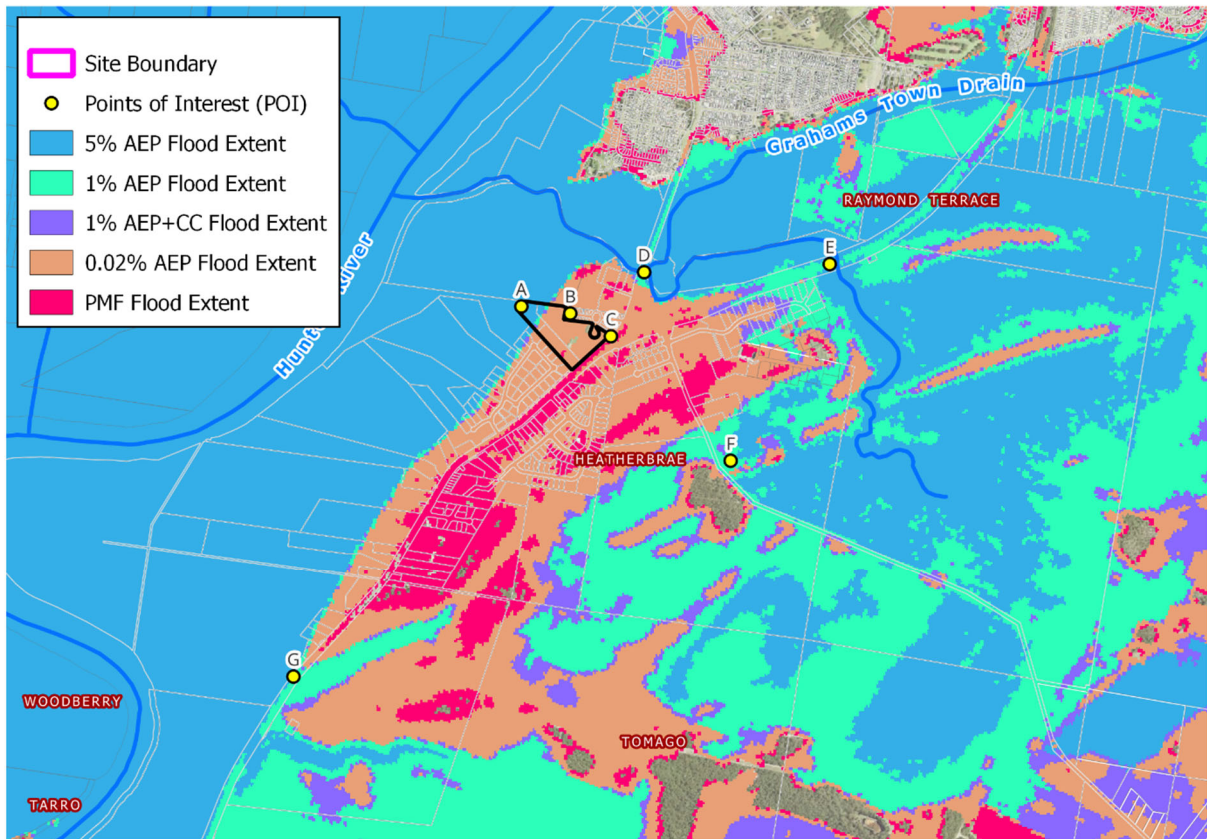 Site Boundary
Points of Interest (POI)
5% AEP Flood Extent
1% AEP Flood Extent
1% AEP+CC Flood Extent
0.02% AEP Flood Extent
PMF Flood Extent
Grahams Town Drain
RAYMOND TERRACE
Hunt
River
A
B
C
D
E
F
HEATHERBRAE
G
WOODBERRY
TOMAGO
TARRO